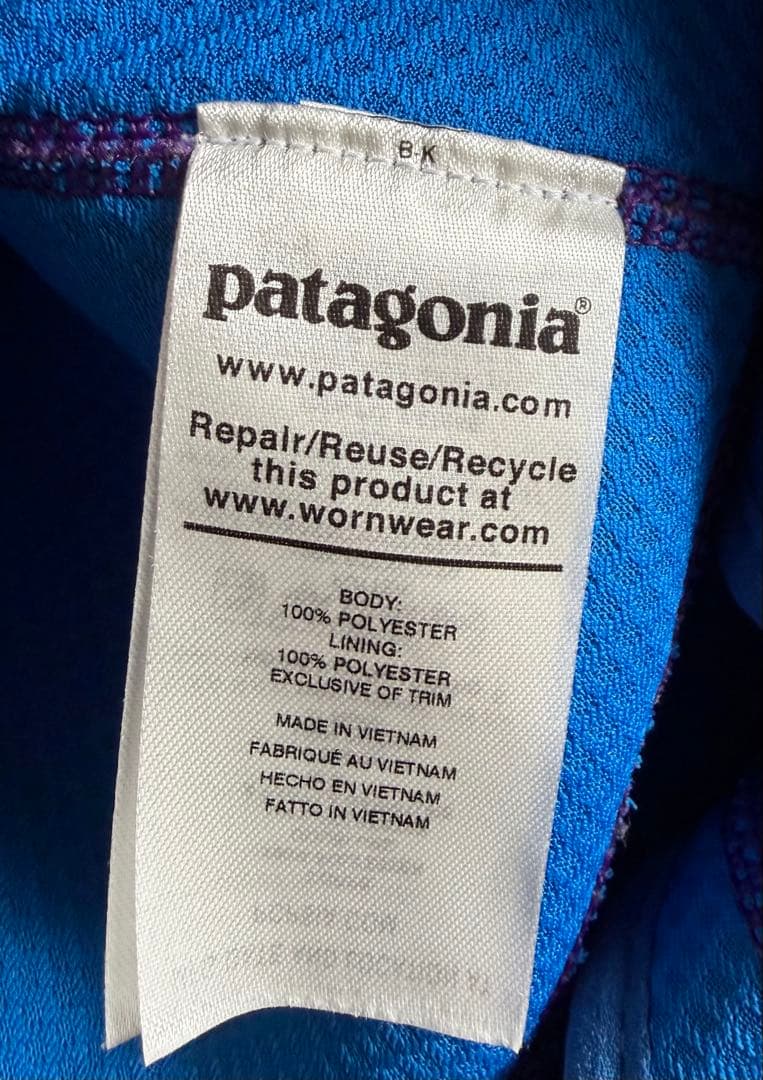 B-K
patagonia®
www.patagonia.com
Repair/Reuse/Recycle
this product at
www.wornwear.com
BODY:
100% POLYESTER
LINING:
100% POLYESTER
EXCLUSIVE OF TRIM
MADE IN VIETNAM
FABRIQUÉ AU VIETNAM
HECHO EN VIETNAM
FATTO IN VIETNAM